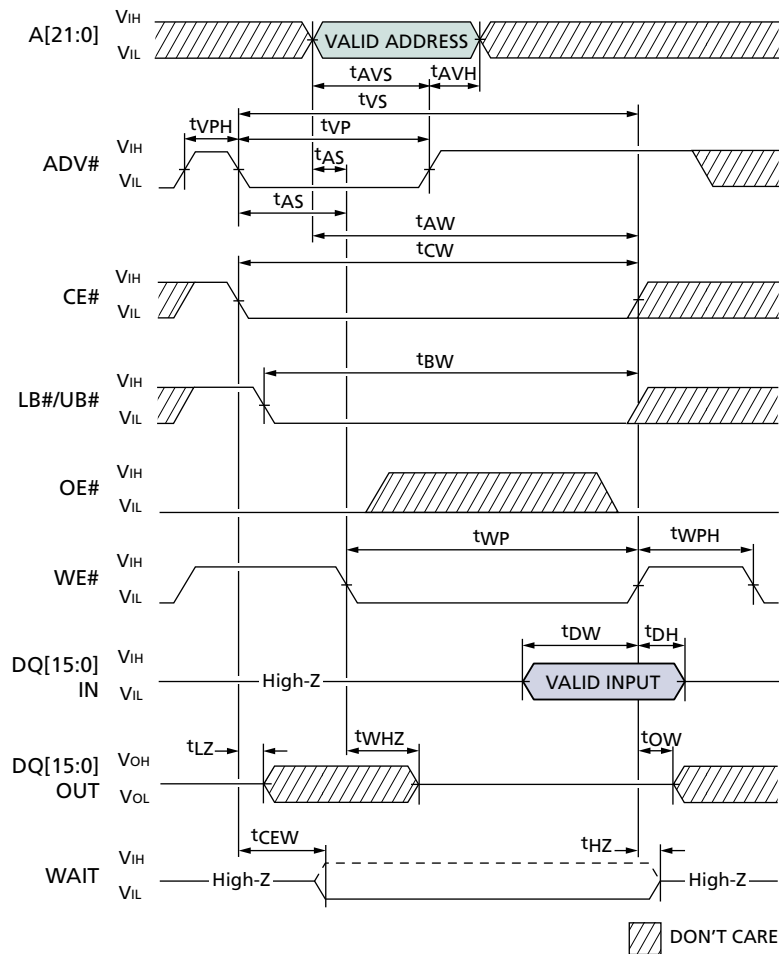 A[21:0]
VIH
VIL
VALID ADDRESS
tAVS
tAVH
tVS
tVPH
tVP
ADV#
VIH
VIL
tAS
tAS
tAW
tCW
CE#
VIH
VIL
tBW
LB#/UB#
VIH
VIL
OE#
VIH
VIL
tWP
tWPH
WE#
VIH
VIL
tDW
tDH
DQ[15:0]
IN
VIH
VIL
High-Z
VALID INPUT
tLZ
tWHZ
tOW
DQ[15:0]
OUT
VOH
VOL
tCEW
tHZ
WAIT
VIH
VIL
High-Z
High-Z
DON'T CARE